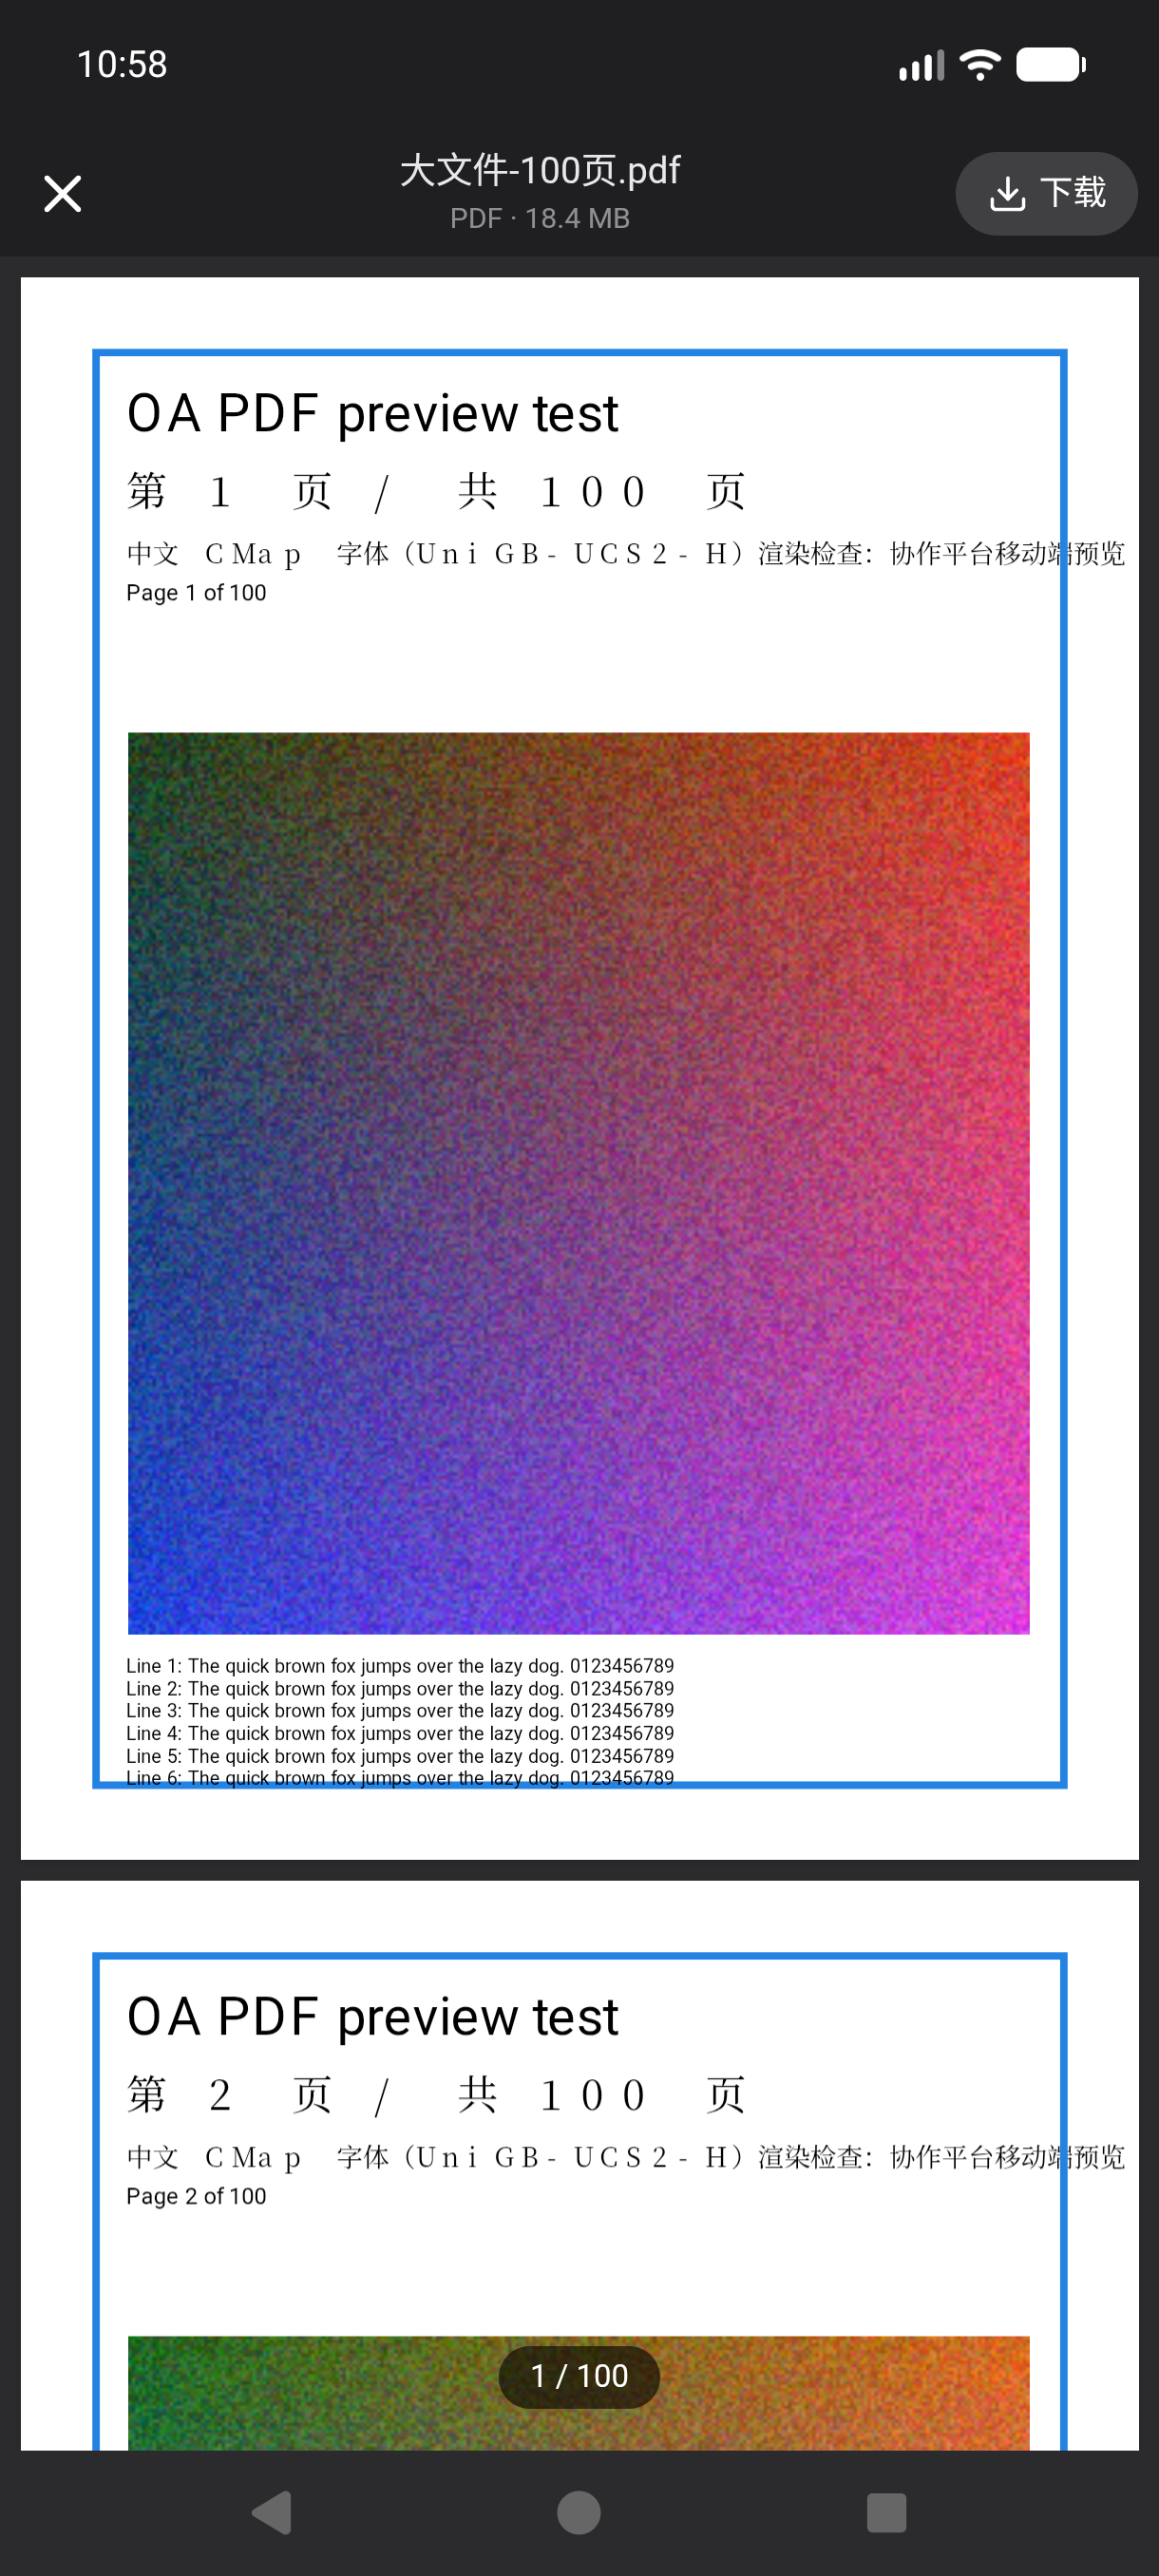 10:58
大文件-100页.pdf
PDF · 18.4 MB
下载
OA PDF preview test
第 1 页 / 共 100 页
中文 CMap 字体（UniGB-UCS2-H）渲染检查：协作平台移动端预览
Page 1 of 100
Line 1: The quick brown fox jumps over the lazy dog. 0123456789
Line 2: The quick brown fox jumps over the lazy dog. 0123456789
Line 3: The quick brown fox jumps over the lazy dog. 0123456789
Line 4: The quick brown fox jumps over the lazy dog. 0123456789
Line 5: The quick brown fox jumps over the lazy dog. 0123456789
Line 6: The quick brown fox jumps over the lazy dog. 0123456789
OA PDF preview test
第 2 页 / 共 100 页
中文 CMap 字体（UniGB-UCS2-H）渲染检查：协作平台移动端预览
Page 2 of 100
1 / 100